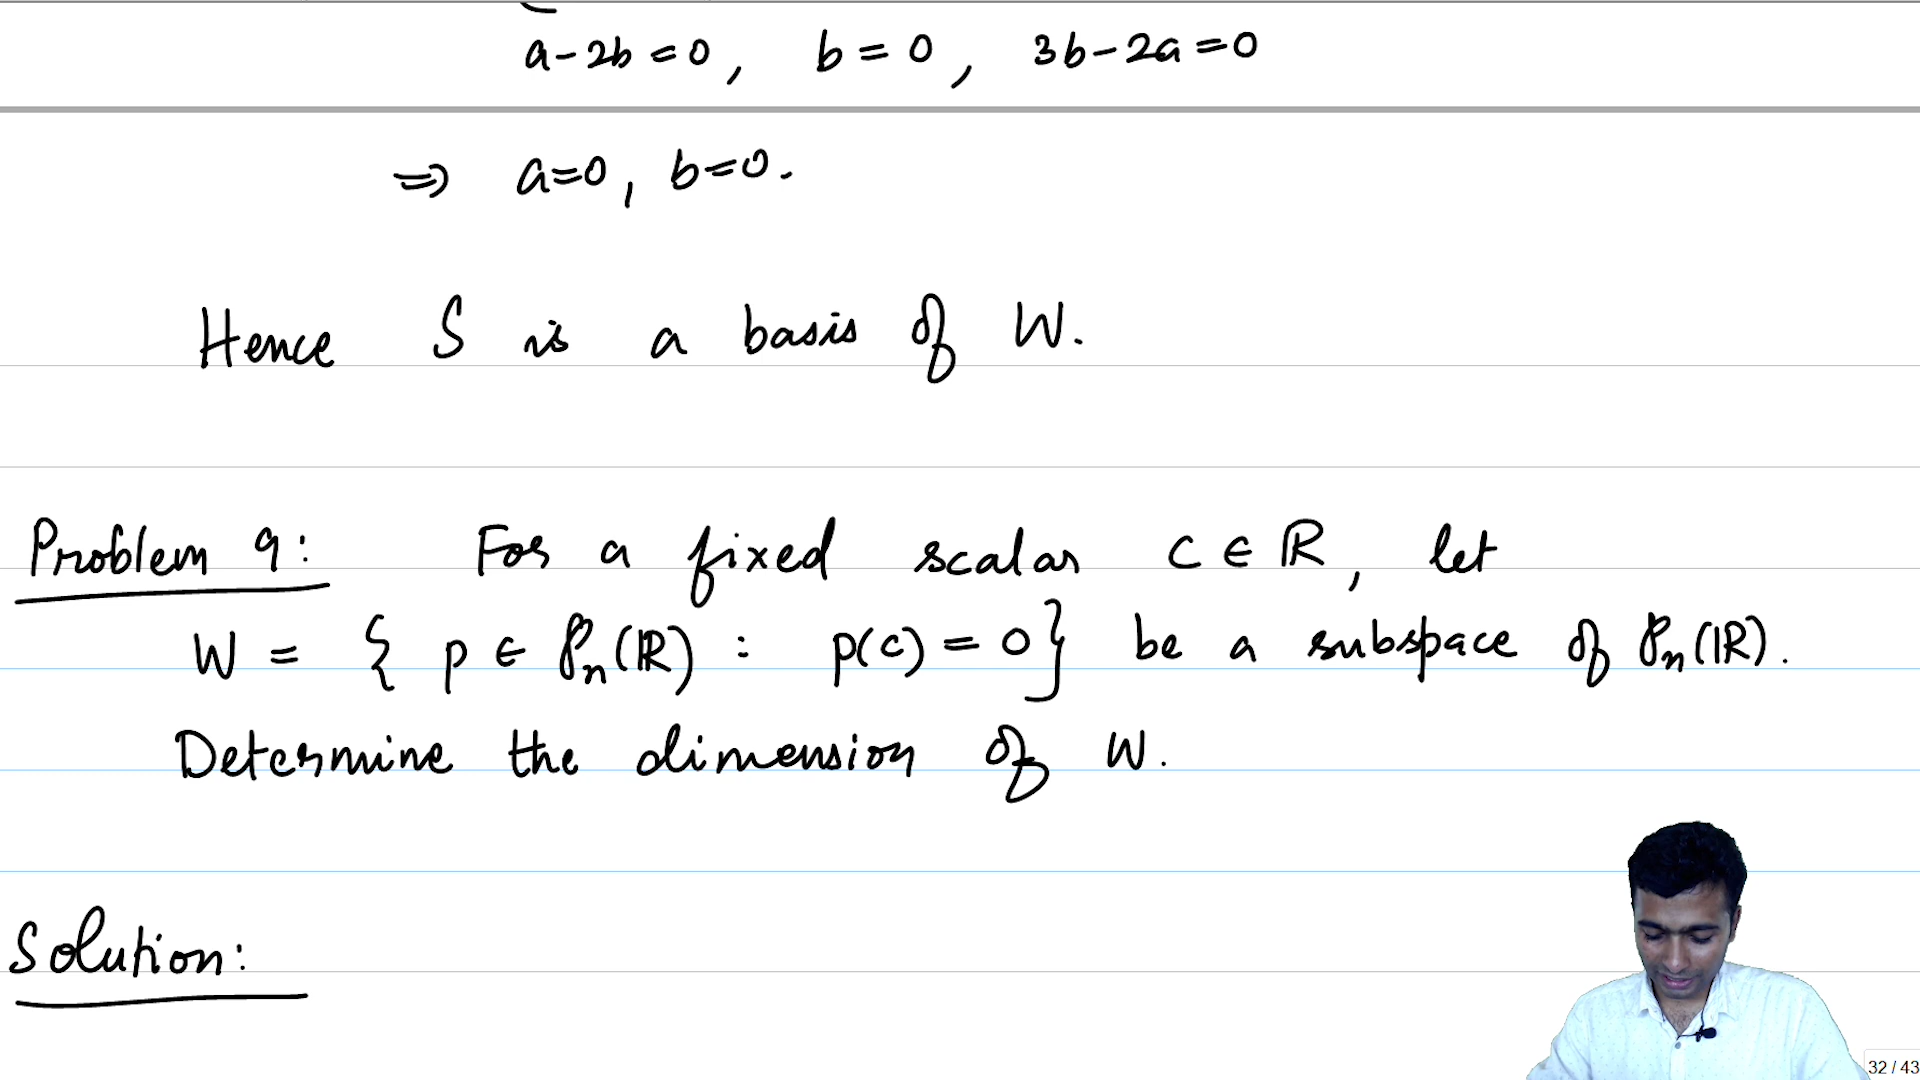 a-2b=0, b=0, 3b-2a=0
⇒ a=0, b=0.
Hence S is a basis of W.
Problem 9: For a fixed scalar c ∈ ℝ, let
W = { p ∈ 𝒫ₙ(ℝ) : p(c) = 0} be a subspace of 𝒫ₙ(ℝ).
Determine the dimension of W.
Solution:
32 / 43